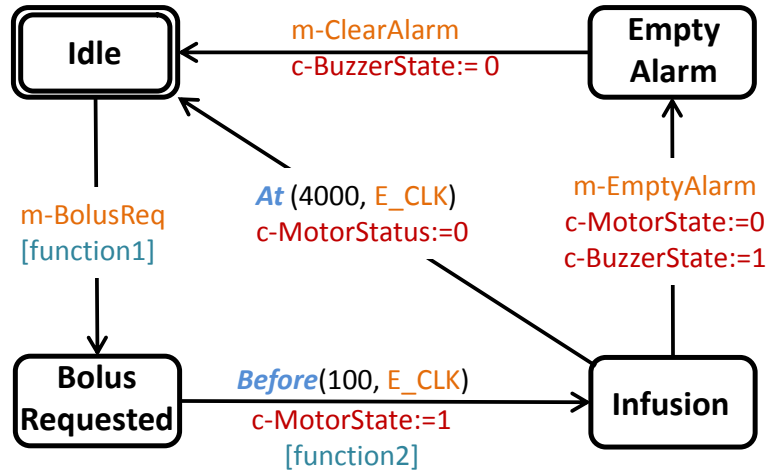 Idle
m-ClearAlarm
c-BuzzerState:= 0
Empty
Alarm
m-BolusReq
[function1]
At (4000, E_CLK)
c-MotorStatus:=0
m-EmptyAlarm
c-MotorState:=0
c-BuzzerState:=1
Bolus
Requested
Before(100, E_CLK)
c-MotorState:=1
[function2]
Infusion